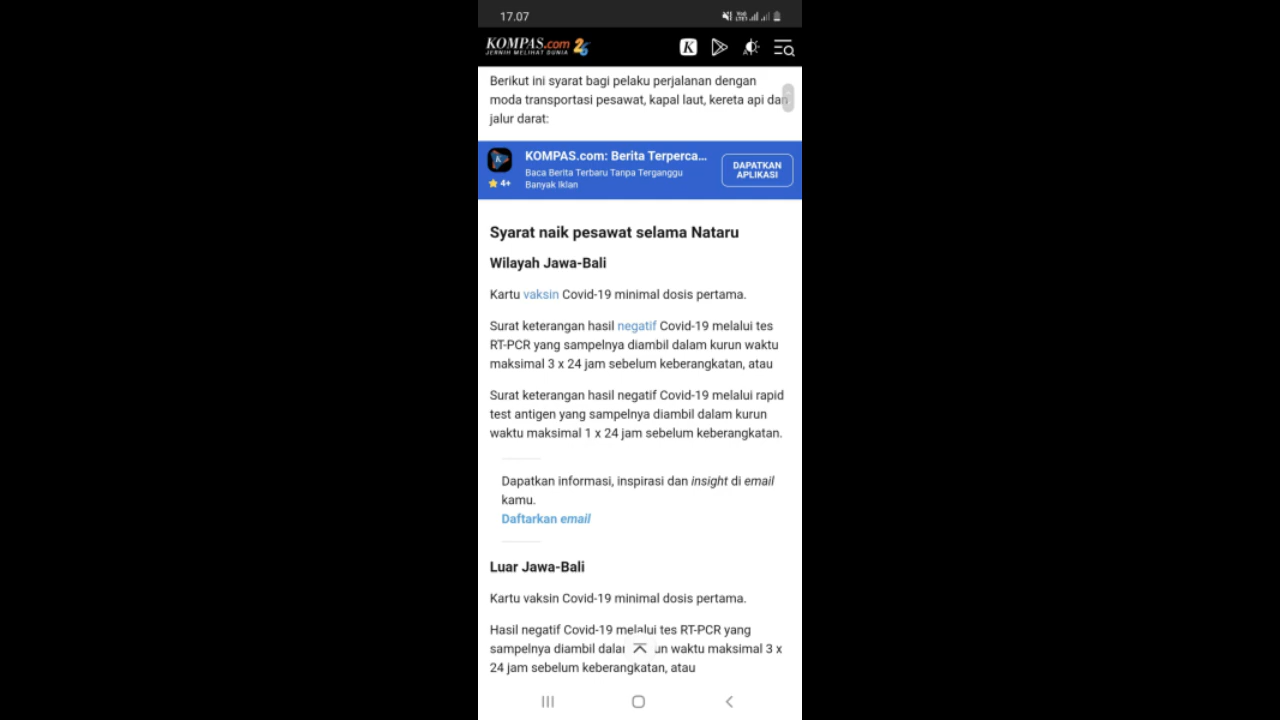 17.07
KOMPAS.com 26
JERNIH MELIHAT DUNIA
K
Berikut ini syarat bagi pelaku perjalanan dengan
moda transportasi pesawat, kapal laut, kereta api dan
jalur darat:
KOMPAS.com: Berita Terperca...
Baca Berita Terbaru Tanpa Terganggu
Banyak Iklan
4+
DAPATKAN
APLIKASI
Syarat naik pesawat selama Nataru
Wilayah Jawa-Bali
Kartu vaksin Covid-19 minimal dosis pertama.
Surat keterangan hasil negatif Covid-19 melalui tes
RT-PCR yang sampelnya diambil dalam kurun waktu
maksimal 3 x 24 jam sebelum keberangkatan, atau
Surat keterangan hasil negatif Covid-19 melalui rapid
test antigen yang sampelnya diambil dalam kurun
waktu maksimal 1 x 24 jam sebelum keberangkatan.
Dapatkan informasi, inspirasi dan insight di email
kamu.
Daftarkan email
Luar Jawa-Bali
Kartu vaksin Covid-19 minimal dosis pertama.
Hasil negatif Covid-19 melalui tes RT-PCR yang
sampelnya diambil waktu maksimal 3 x
24 jam sebelum keberangkatan, atau